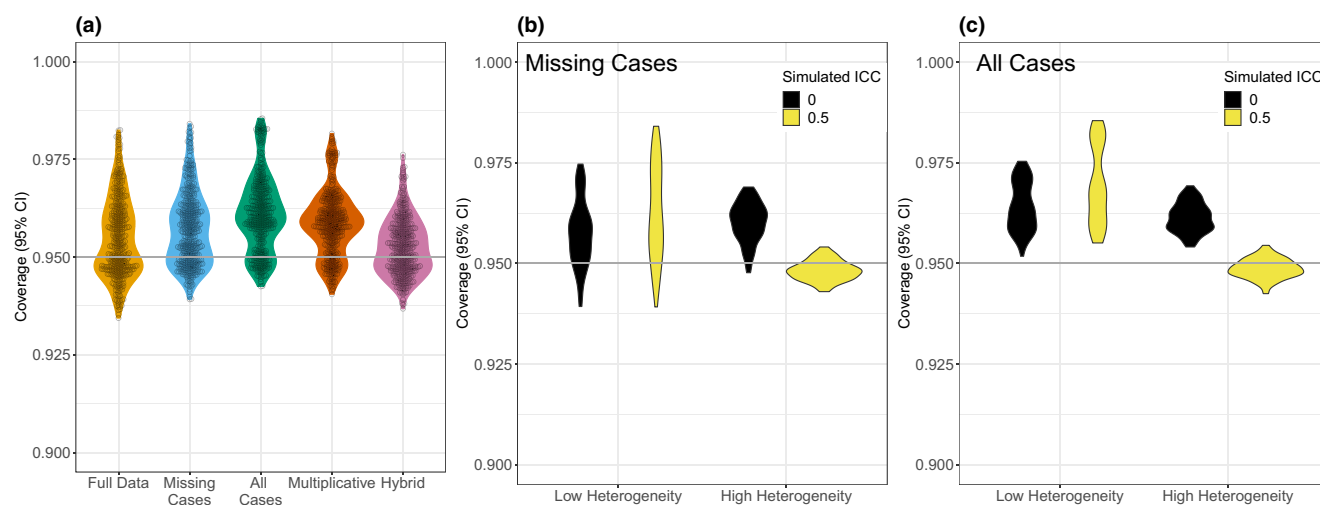 (a)
Coverage (95% CI)
1.000
0.975
0.950
0.925
0.900
Full Data
Missing
Cases
All
Cases
Multiplicative
Hybrid
(b)
Missing Cases
Simulated ICC
0
0.5
Coverage (95% CI)
1.000
0.975
0.950
0.925
0.900
Low Heterogeneity
High Heterogeneity
(c)
All Cases
Simulated ICC
0
0.5
Coverage (95% CI)
1.000
0.975
0.950
0.925
0.900
Low Heterogeneity
High Heterogeneity